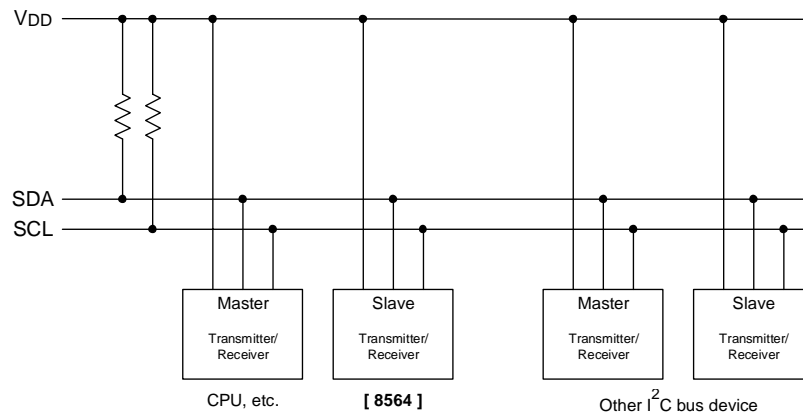 VDD
SDA
SCL
Master
Transmitter/
Receiver
Slave
Transmitter/
Receiver
Master
Transmitter/
Receiver
Slave
Transmitter/
Receiver
CPU, etc.
[ 8564 ]
Other I²C bus device